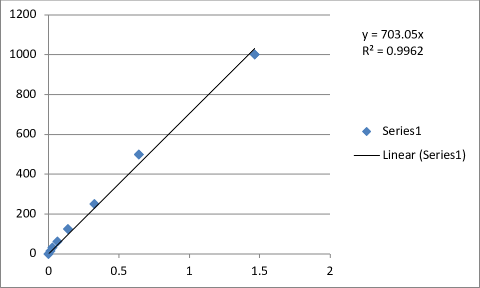 1200
1000
800
600
400
200
0
0 0.5 1 1.5 2
y = 703.05x
R² = 0.9962
Series1
Linear (Series1)